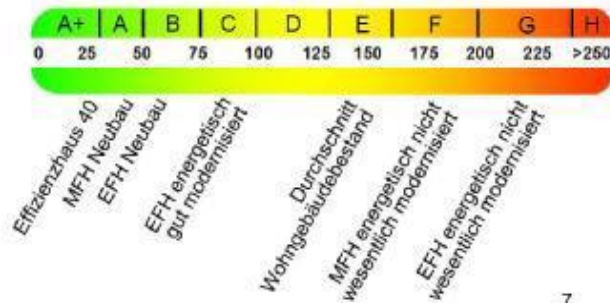 A+ A B C D E F G H
0 25 50 75 100 125 150 175 200 225 >250
Effizienzhaus 40
MFH Neubau
EFH Neubau
EFH energetisch
gut modernisiert
Durchschnitt
Wohngebäudebestand
MFH energetisch nicht
wesentlich modernisiert
EFH energetisch nicht
wesentlich modernisiert
7